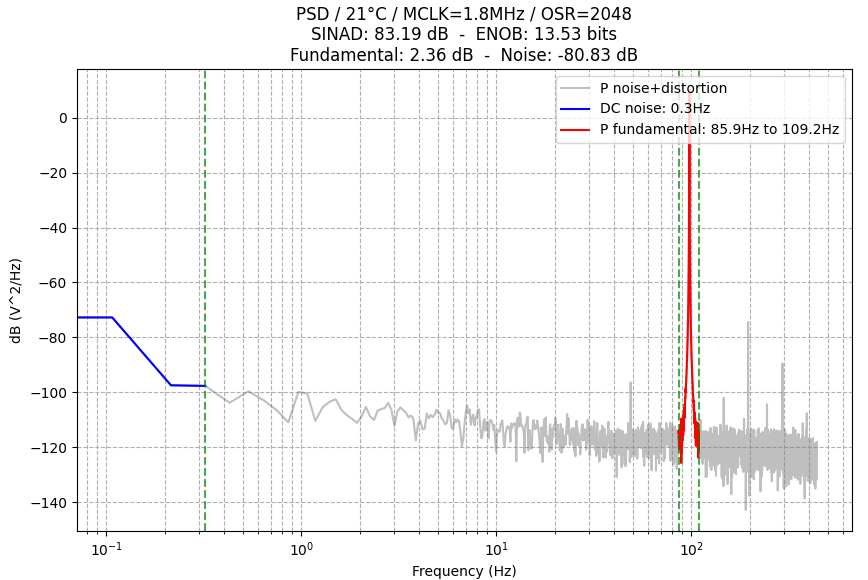 PSD / 21°C / MCLK=1.8MHz / OSR=2048
SINAD: 83.19 dB  -  ENOB: 13.53 bits
Fundamental: 2.36 dB  -  Noise: -80.83 dB
P noise+distortion
DC noise: 0.3Hz
P fundamental: 85.9Hz to 109.2Hz
dB (V^2/Hz)
0
−20
−40
−60
−80
−100
−120
−140
10⁻¹ 10⁰ 10¹ 10²
Frequency (Hz)